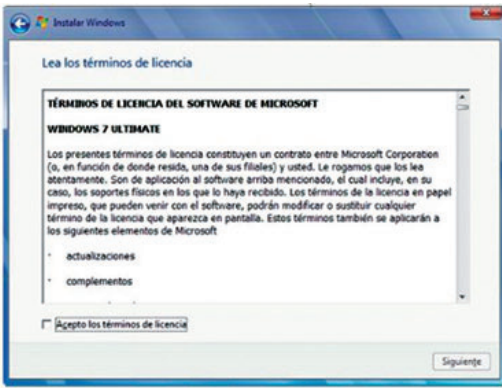 Instalar Windows
Lea los términos de licencia
TÉRMINOS DE LICENCIA DEL SOFTWARE DE MICROSOFT
WINDOWS 7 ULTIMATE
Los presentes términos de licencia constituyen un contrato entre Microsoft Corporation
(o, en función de donde resida, una de sus filiales) y usted. Le rogamos que los lea
atentamente. Son de aplicación al software arriba mencionado, el cual incluye, en su
caso, los soportes físicos en los que lo haya recibido. Los términos de la licencia en papel
impreso, que pueden venir con el software, podrán modificar o sustituir cualquier
término de la licencia que aparezca en pantalla. Estos términos también se aplicarán a
los siguientes elementos de Microsoft
· actualizaciones
· complementos
Acepto los términos de licencia
Siguiente